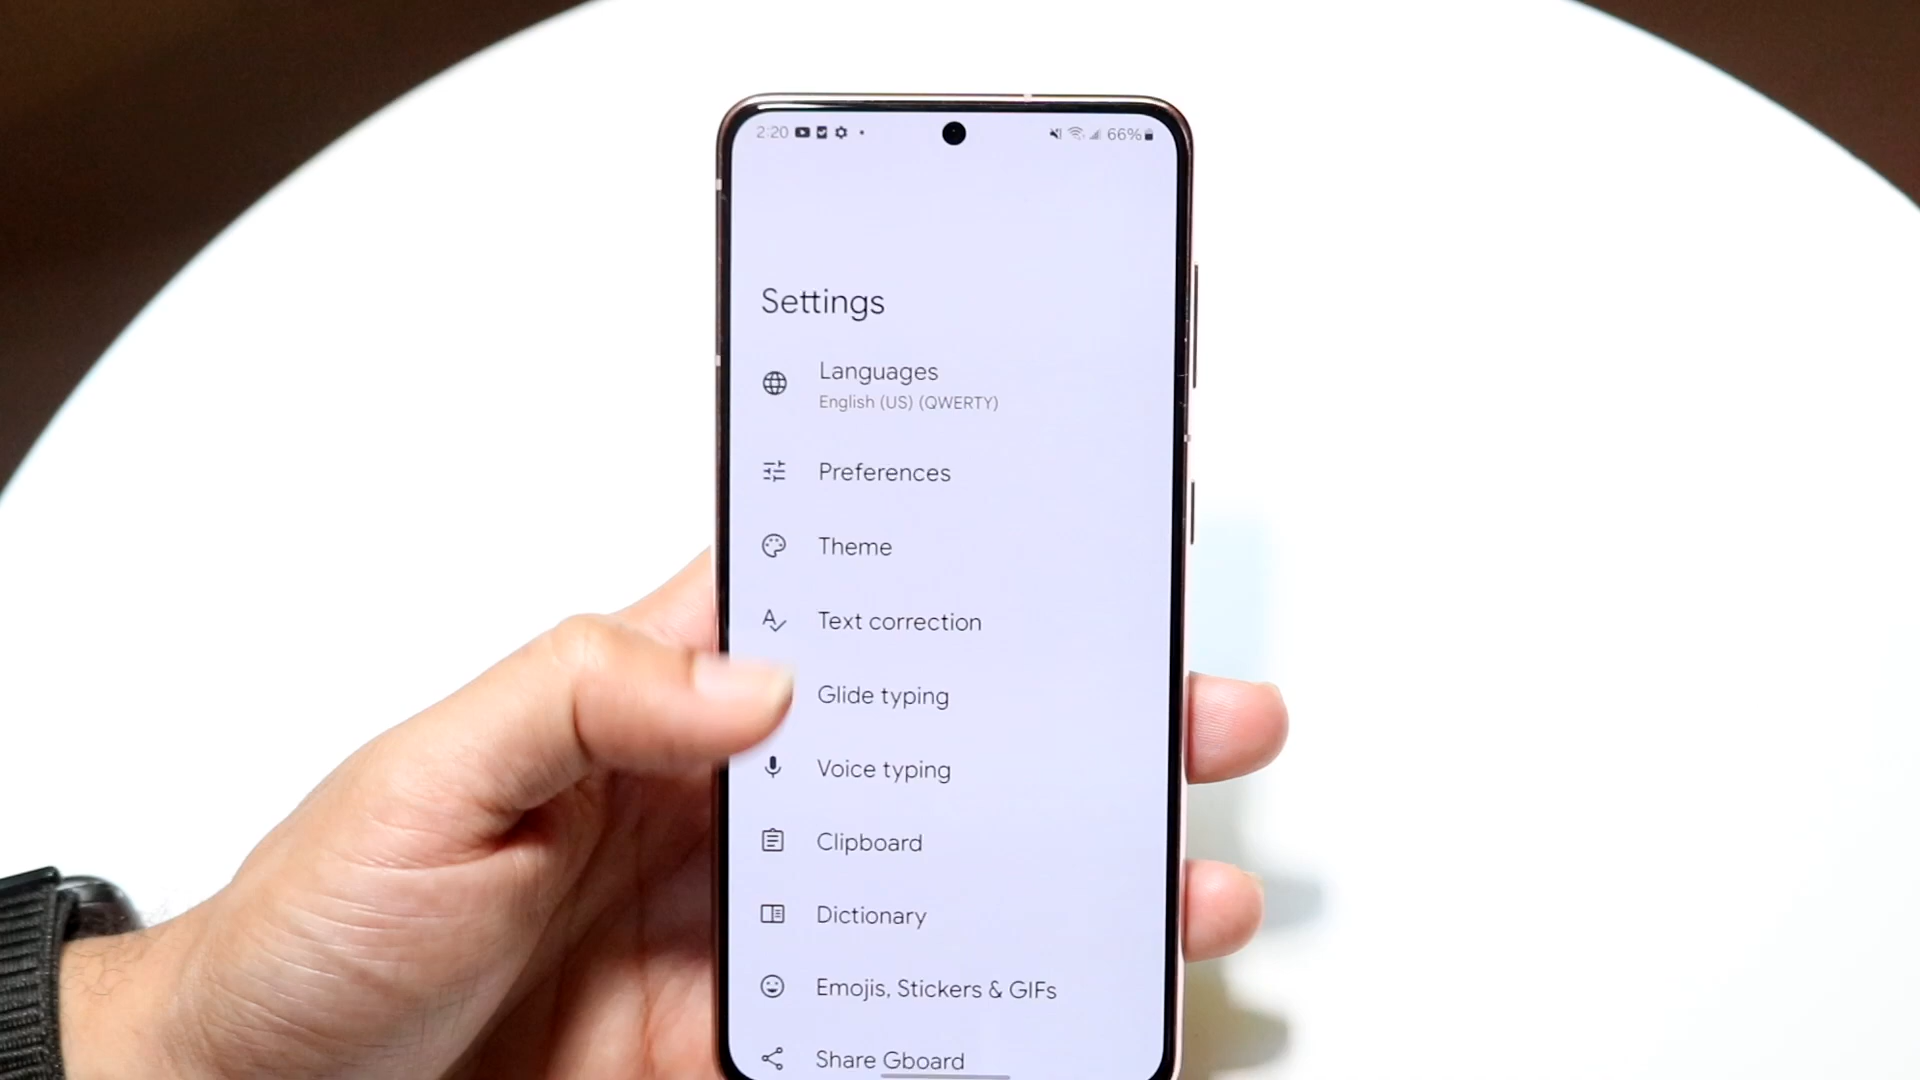 2:20
66%
Settings
Languages
English (US) (QWERTY)
Preferences
Theme
Text correction
Glide typing
Voice typing
Clipboard
Dictionary
Emojis, Stickers & GIFs
Share Gboard